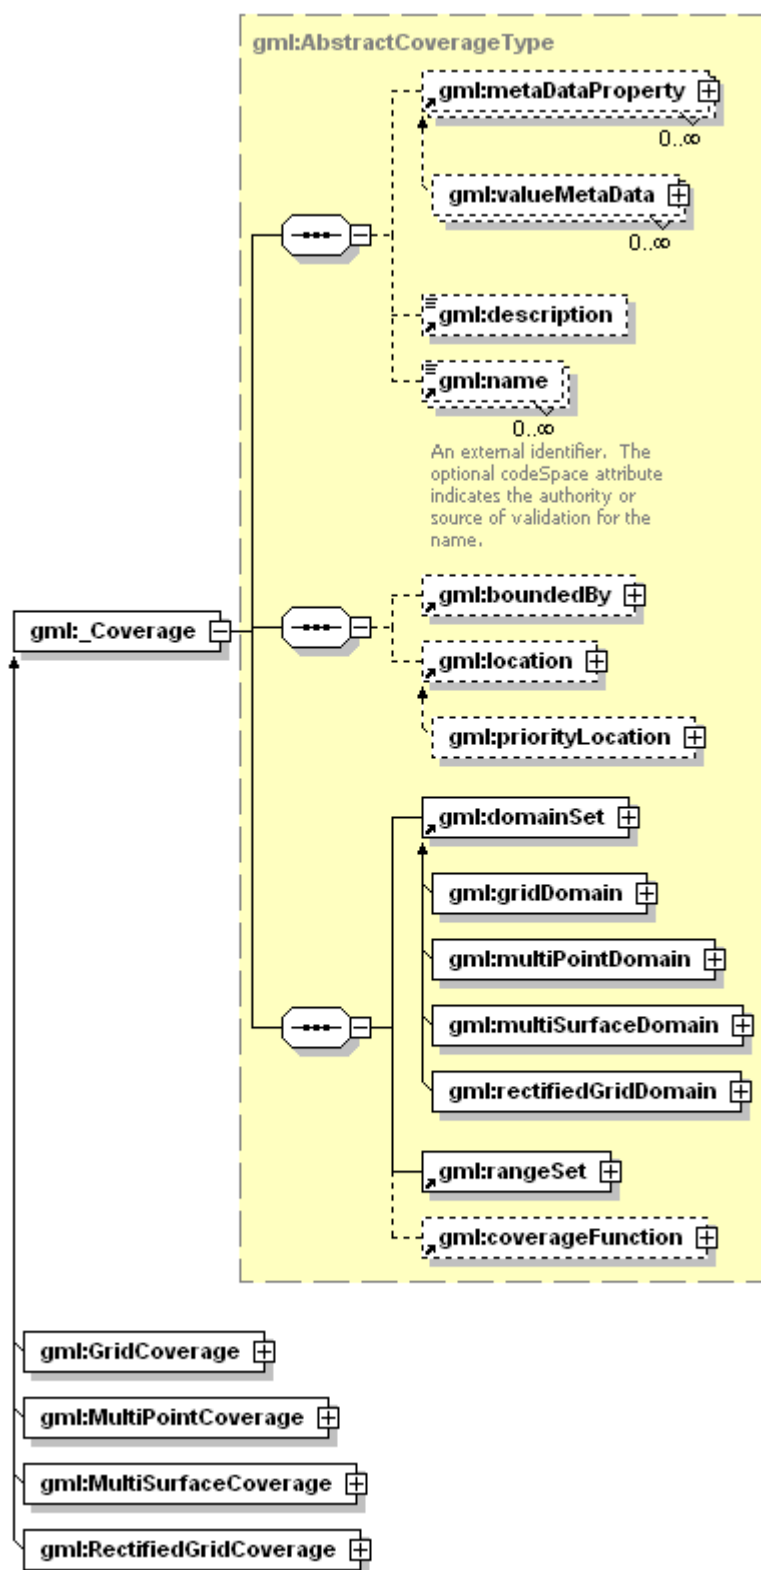 gml:AbstractCoverageType
gml:metaDataProperty
0..∞
gml:valueMetaData
0..∞
gml:description
gml:name
0..∞
An external identifier.  The
optional codeSpace attribute
indicates the authority or
source of validation for the
name.
gml:boundedBy
gml:_Coverage
gml:location
gml:priorityLocation
gml:domainSet
gml:gridDomain
gml:multiPointDomain
gml:multiSurfaceDomain
gml:rectifiedGridDomain
gml:rangeSet
gml:coverageFunction
gml:GridCoverage
gml:MultiPointCoverage
gml:MultiSurfaceCoverage
gml:RectifiedGridCoverage